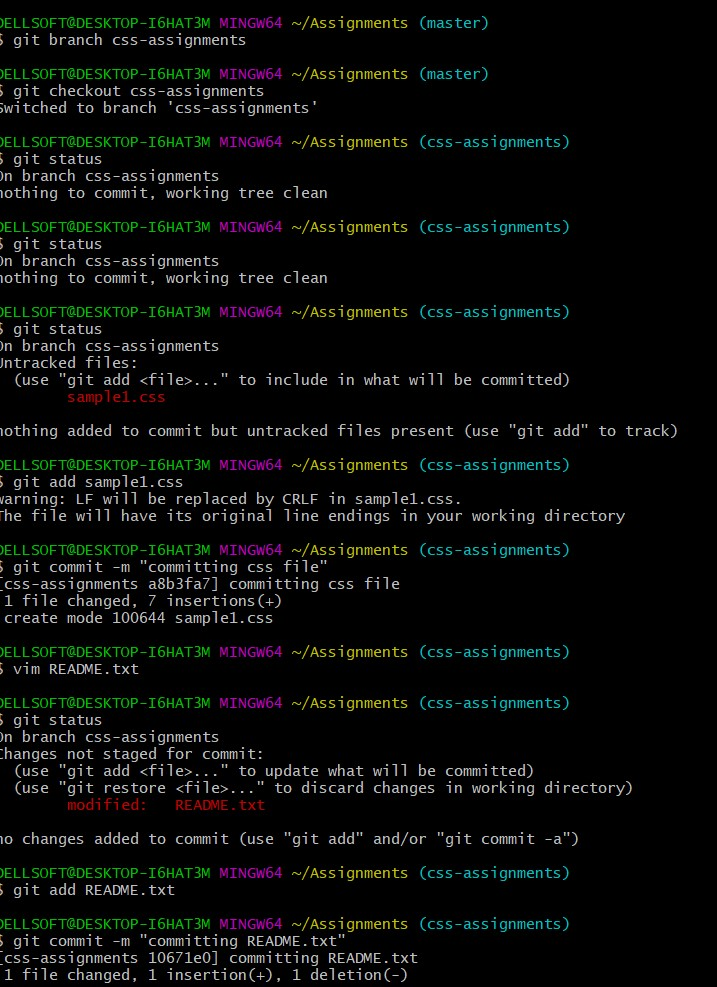 DELLSOFT@DESKTOP-I6HAT3M MINGW64 ~/Assignments (master)
$ git branch css-assignments
DELLSOFT@DESKTOP-I6HAT3M MINGW64 ~/Assignments (master)
$ git checkout css-assignments
Switched to branch 'css-assignments'
DELLSOFT@DESKTOP-I6HAT3M MINGW64 ~/Assignments (css-assignments)
$ git status
On branch css-assignments
nothing to commit, working tree clean
DELLSOFT@DESKTOP-I6HAT3M MINGW64 ~/Assignments (css-assignments)
$ git status
On branch css-assignments
nothing to commit, working tree clean
DELLSOFT@DESKTOP-I6HAT3M MINGW64 ~/Assignments (css-assignments)
$ git status
On branch css-assignments
Untracked files:
  (use "git add <file>..." to include in what will be committed)
        sample1.css
nothing added to commit but untracked files present (use "git add" to track)
DELLSOFT@DESKTOP-I6HAT3M MINGW64 ~/Assignments (css-assignments)
$ git add sample1.css
warning: LF will be replaced by CRLF in sample1.css.
The file will have its original line endings in your working directory
DELLSOFT@DESKTOP-I6HAT3M MINGW64 ~/Assignments (css-assignments)
$ git commit -m "committing css file"
[css-assignments a8b3fa7] committing css file
 1 file changed, 7 insertions(+)
 create mode 100644 sample1.css
DELLSOFT@DESKTOP-I6HAT3M MINGW64 ~/Assignments (css-assignments)
$ vim README.txt
DELLSOFT@DESKTOP-I6HAT3M MINGW64 ~/Assignments (css-assignments)
$ git status
On branch css-assignments
Changes not staged for commit:
  (use "git add <file>..." to update what will be committed)
  (use "git restore <file>..." to discard changes in working directory)
        modified:   README.txt
no changes added to commit (use "git add" and/or "git commit -a")
DELLSOFT@DESKTOP-I6HAT3M MINGW64 ~/Assignments (css-assignments)
$ git add README.txt
DELLSOFT@DESKTOP-I6HAT3M MINGW64 ~/Assignments (css-assignments)
$ git commit -m "committing README.txt"
[css-assignments 10671e0] committing README.txt
 1 file changed, 1 insertion(+), 1 deletion(-)